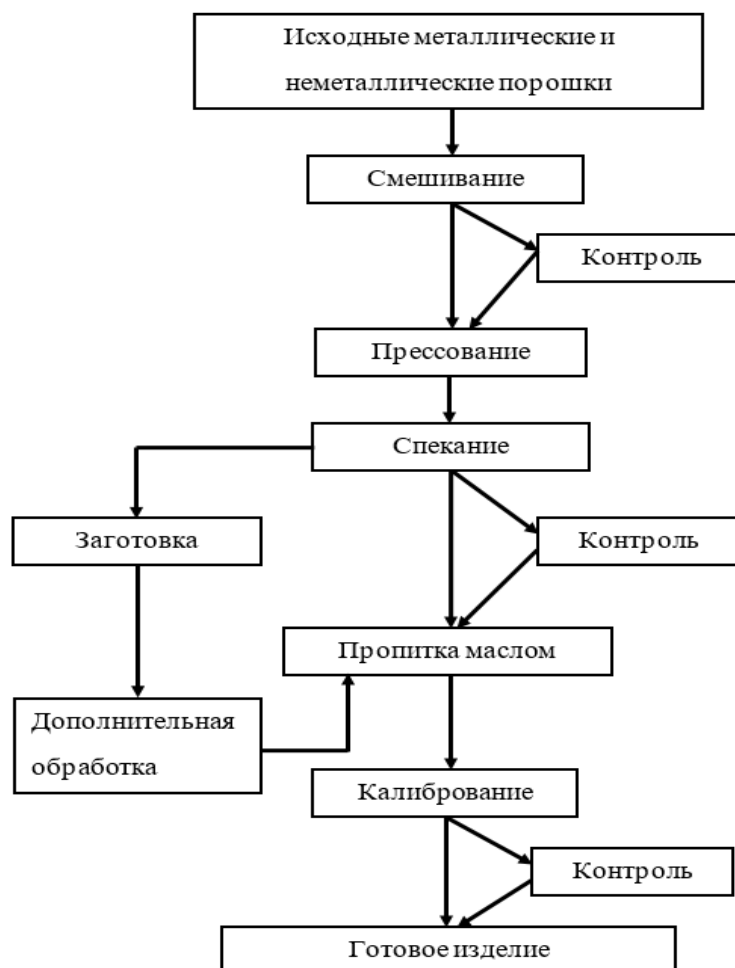 Исходные металлические и
неметаллические порошки
Смешивание
Контроль
Прессование
Спекание
Заготовка
Контроль
Пропитка маслом
Дополнительная
обработка
Калибрование
Контроль
Готовое изделие